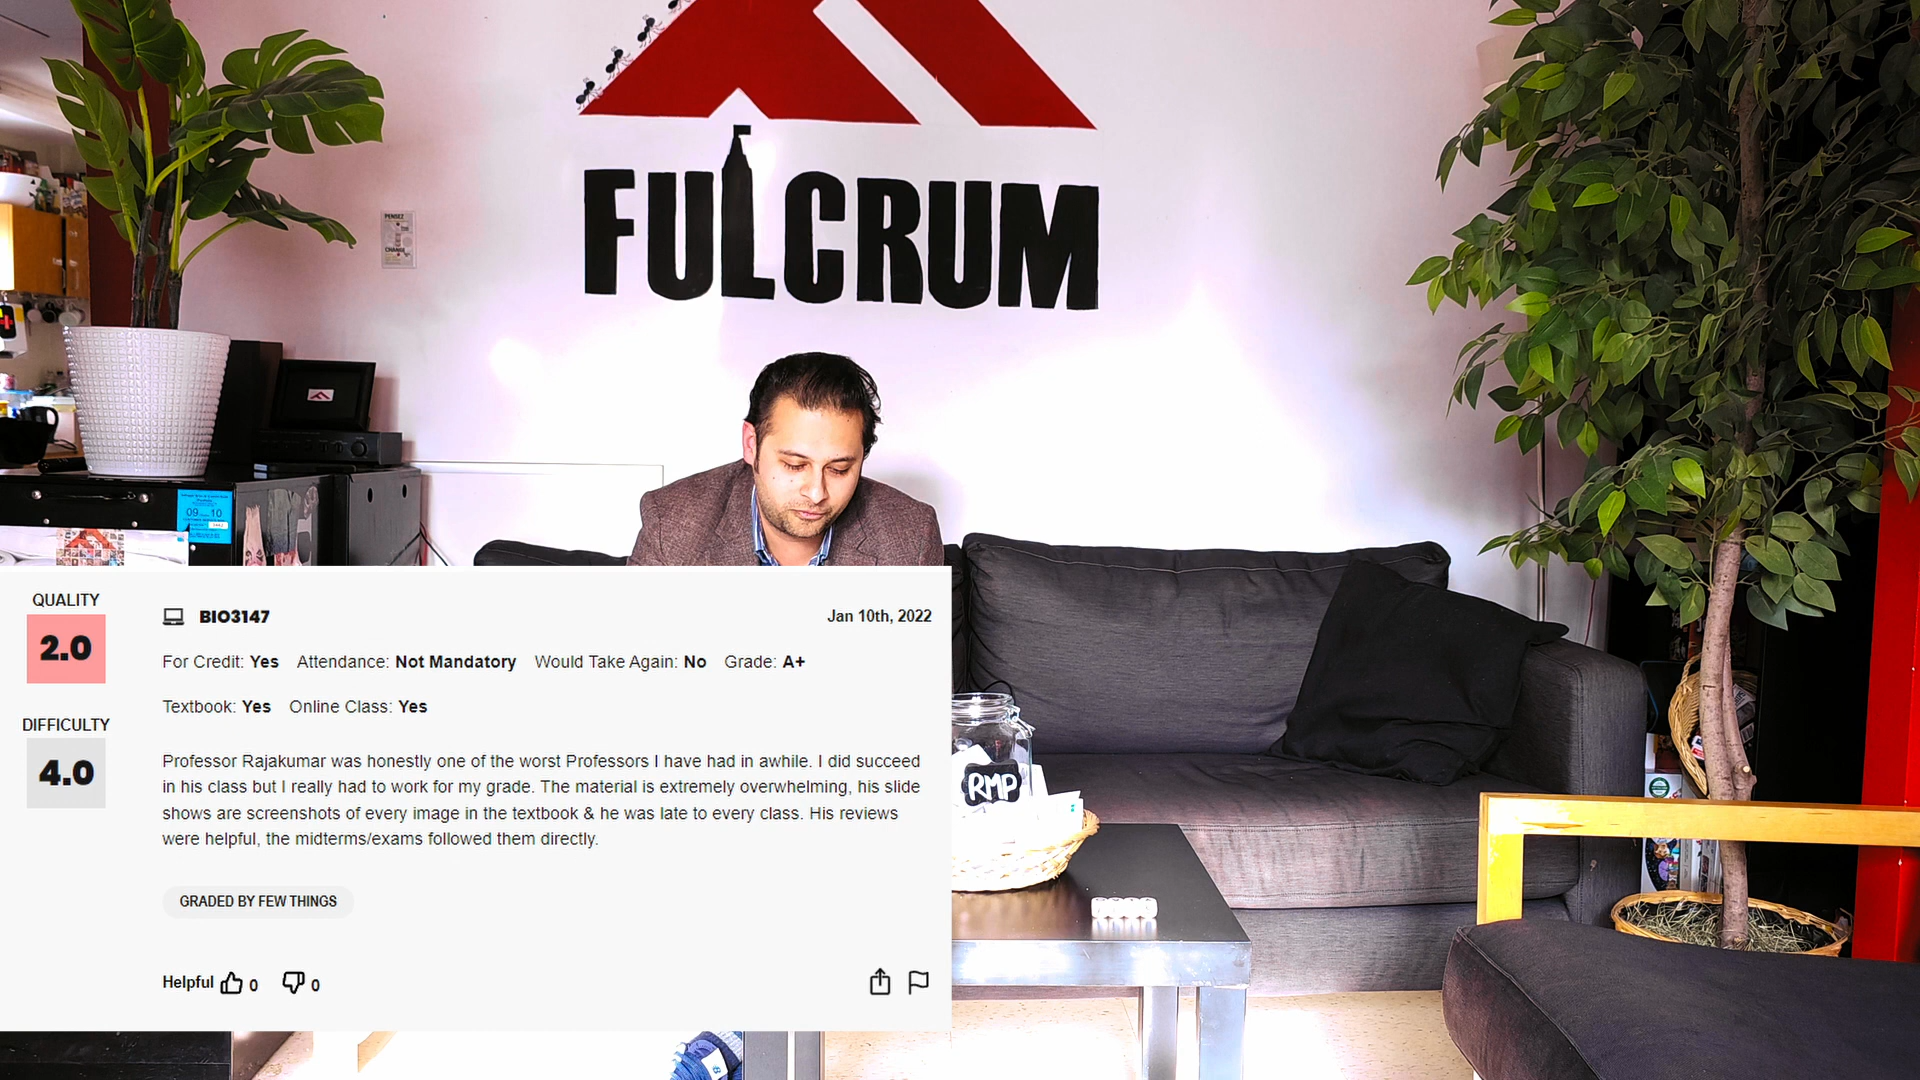 FULCRUM
PENSEZ
CHANGE
09 10
QUALITY
2.0
DIFFICULTY
4.0
BIO3147
Jan 10th, 2022
For Credit: Yes Attendance: Not Mandatory Would Take Again: No Grade: A+
Textbook: Yes Online Class: Yes
Professor Rajakumar was honestly one of the worst Professors I have had in awhile. I did succeed
in his class but I really had to work for my grade. The material is extremely overwhelming, his slide
shows are screenshots of every image in the textbook & he was late to every class. His reviews
were helpful, the midterms/exams followed them directly.
GRADED BY FEW THINGS
Helpful 0 0
RMP